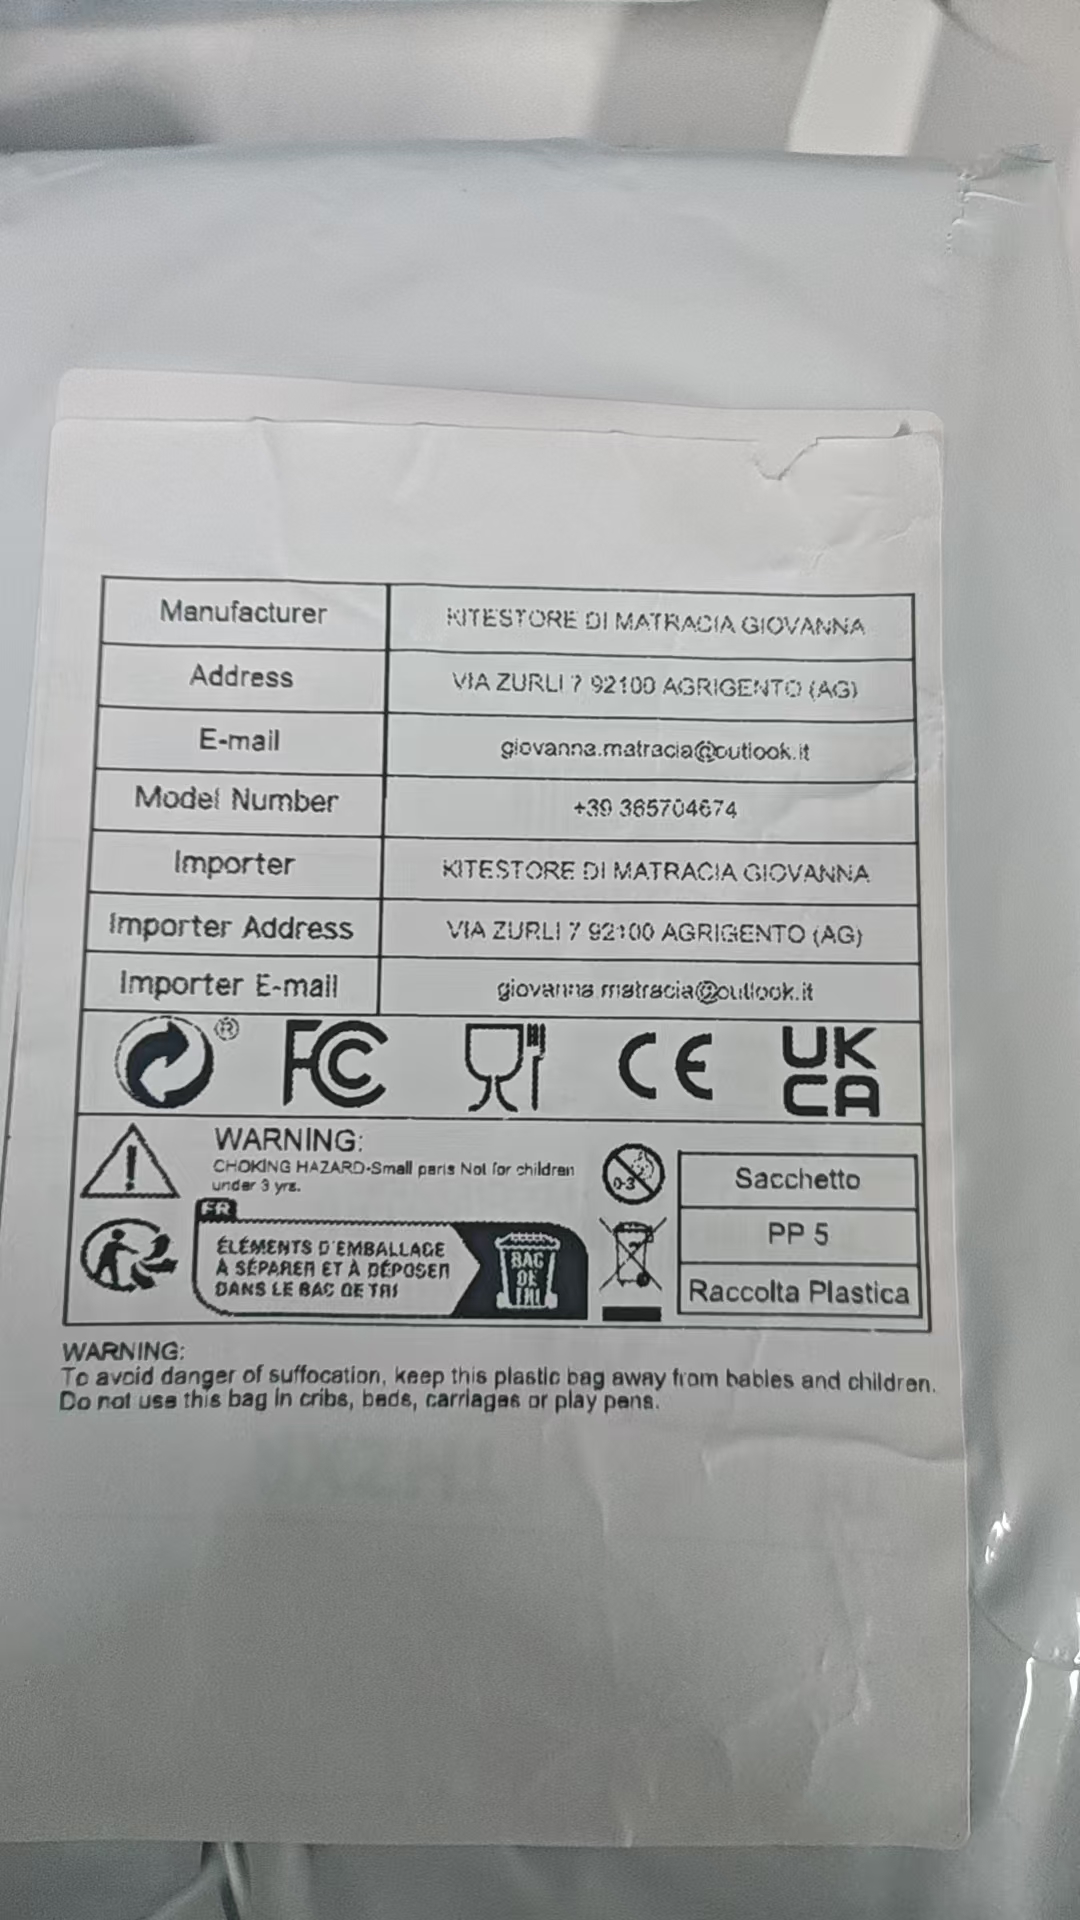 Manufacturer KITESTORE DI MATRACIA GIOVANNA
Address VIA ZURLI 7 92100 AGRIGENTO (AG)
E-mail giovanna.matracia@outlook.it
Model Number +39 365704674
Importer KITESTORE DI MATRACIA GIOVANNA
Importer Address VIA ZURLI 7 92100 AGRIGENTO (AG)
Importer E-mail giovanna.matracia@outlook.it
® FC CE UK
CA
WARNING:
CHOKING HAZARD-Small parts Not for children
under 3 yrs.
0-3
FR
ÉLÉMENTS D'EMBALLAGE
À SÉPARER ET À DÉPOSER
DANS LE BAC DE TRI
BAC
DE
TRI
Sacchetto
PP 5
Raccolta Plastica
WARNING:
To avoid danger of suffocation, keep this plastic bag away from babies and children.
Do not use this bag in cribs, beds, carriages or play pens.